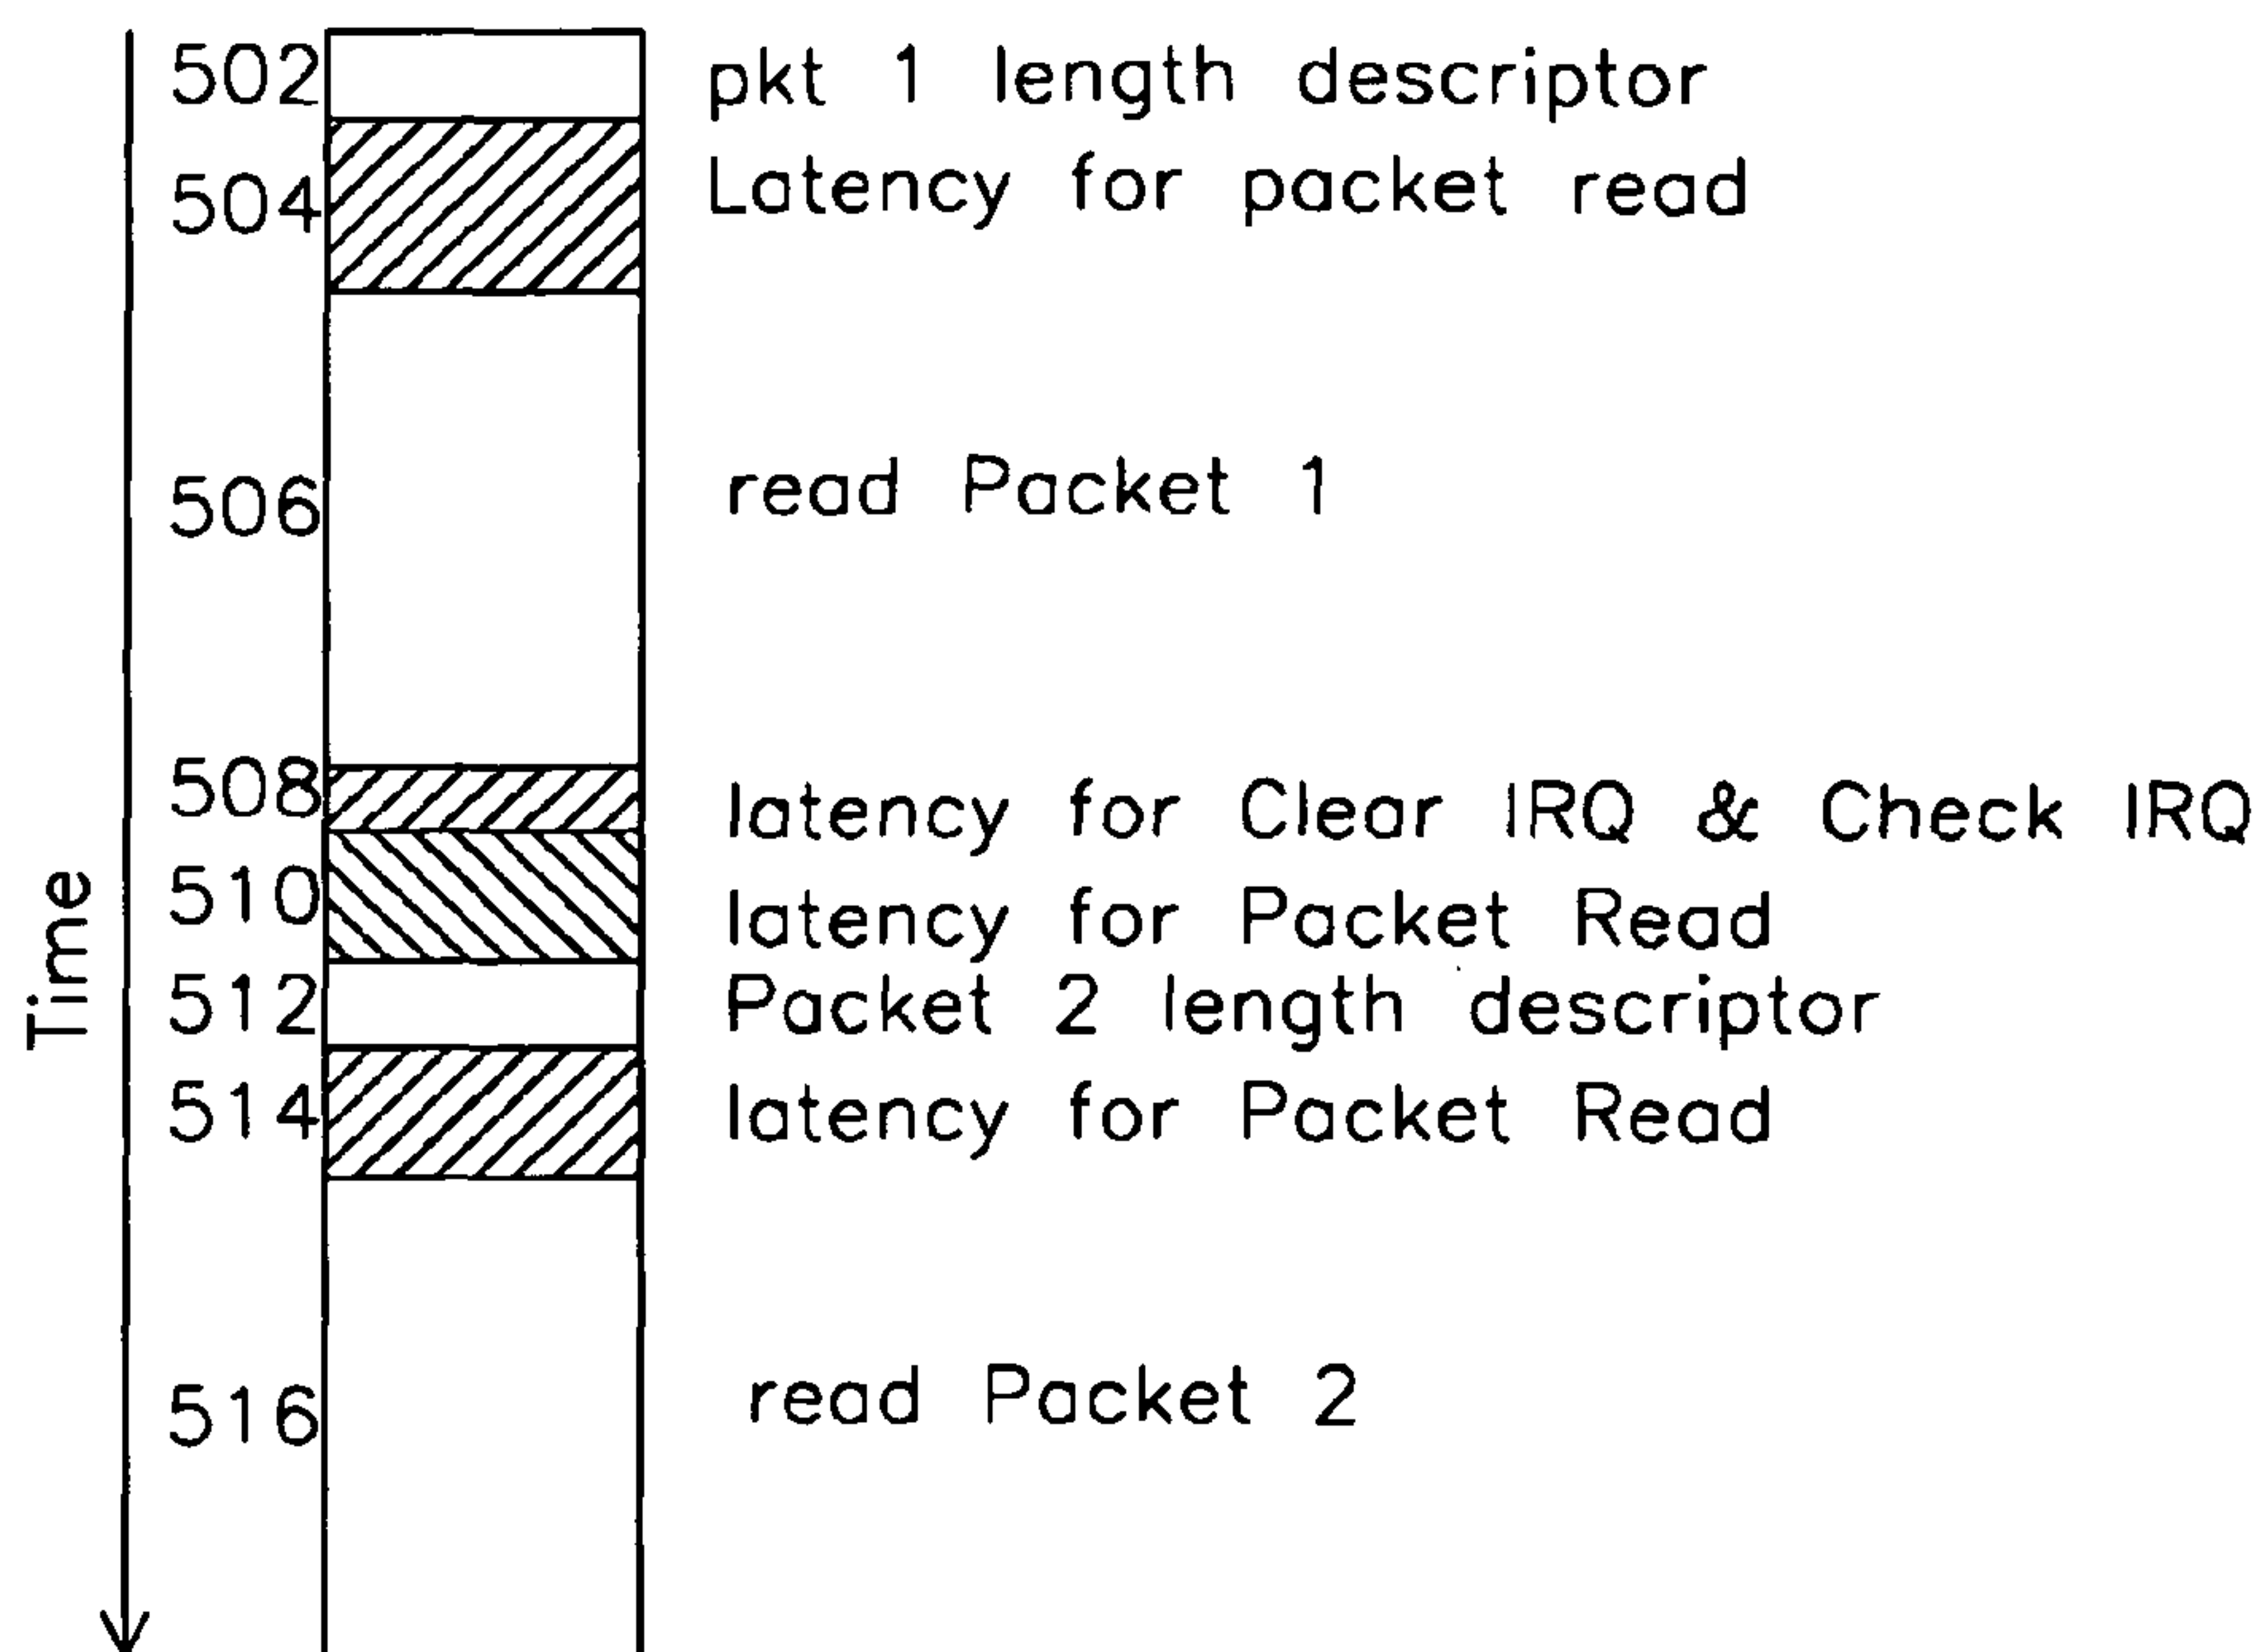 502 pkt 1 length descriptor
504 Latency for packet read
506 read Packet 1
508 latency for Clear IRQ & Check IRQ
510 latency for Packet Read
512 Packet 2 length descriptor
514 latency for Packet Read
516 read Packet 2
Time